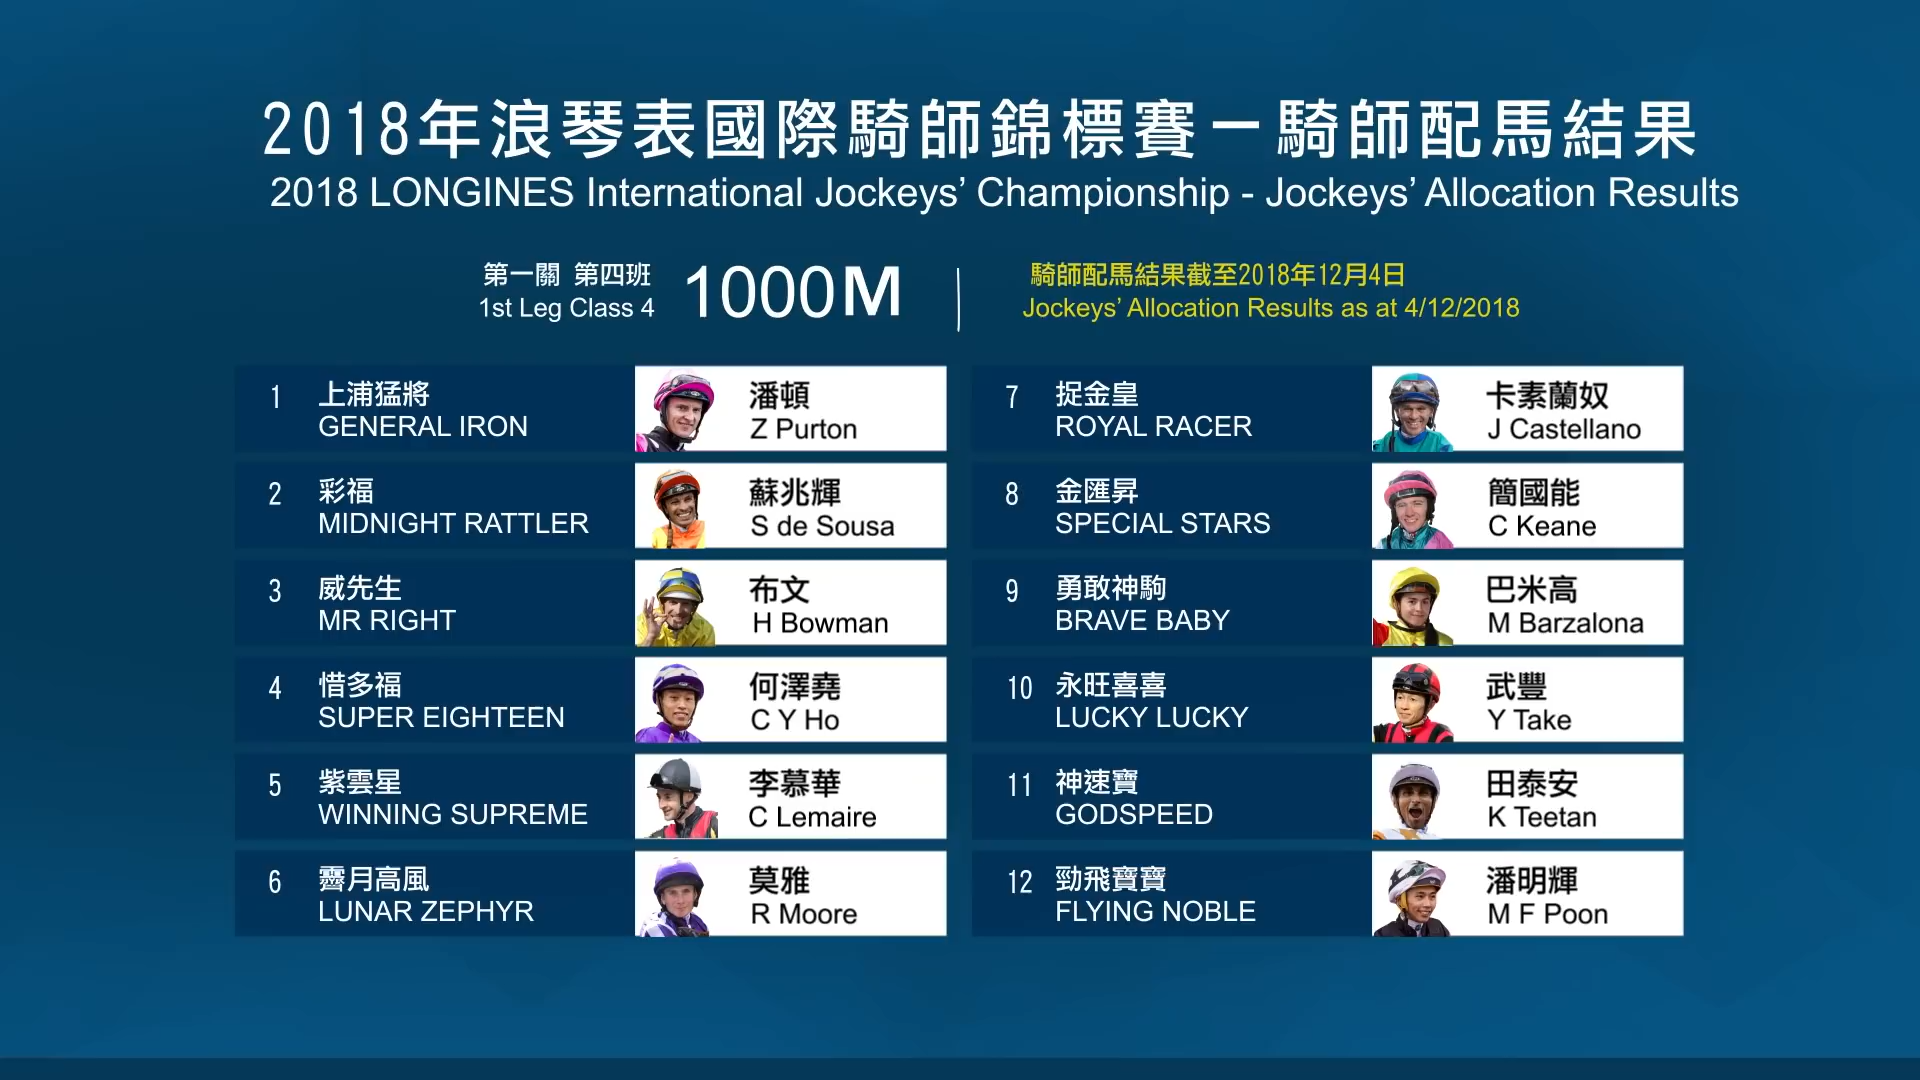 2018年浪琴表國際騎師錦標賽－騎師配馬結果
2018 LONGINES International Jockeys’ Championship - Jockeys’ Allocation Results
第一關 第四班
1st Leg Class 4
1000M
騎師配馬結果截至2018年12月4日
Jockeys’ Allocation Results as at 4/12/2018
1 上浦猛將 潘頓
GENERAL IRON Z Purton
2 彩福 蘇兆輝
MIDNIGHT RATTLER S de Sousa
3 威先生 布文
MR RIGHT H Bowman
4 惜多福 何澤堯
SUPER EIGHTEEN C Y Ho
5 紫雲星 李慕華
WINNING SUPREME C Lemaire
6 霽月高風 莫雅
LUNAR ZEPHYR R Moore
7 捉金皇 卡素蘭奴
ROYAL RACER J Castellano
8 金匯昇 簡國能
SPECIAL STARS C Keane
9 勇敢神駒 巴米高
BRAVE BABY M Barzalona
10 永旺喜喜 武豐
LUCKY LUCKY Y Take
11 神速寶 田泰安
GODSPEED K Teetan
12 勁飛寶寶 潘明輝
FLYING NOBLE M F Poon